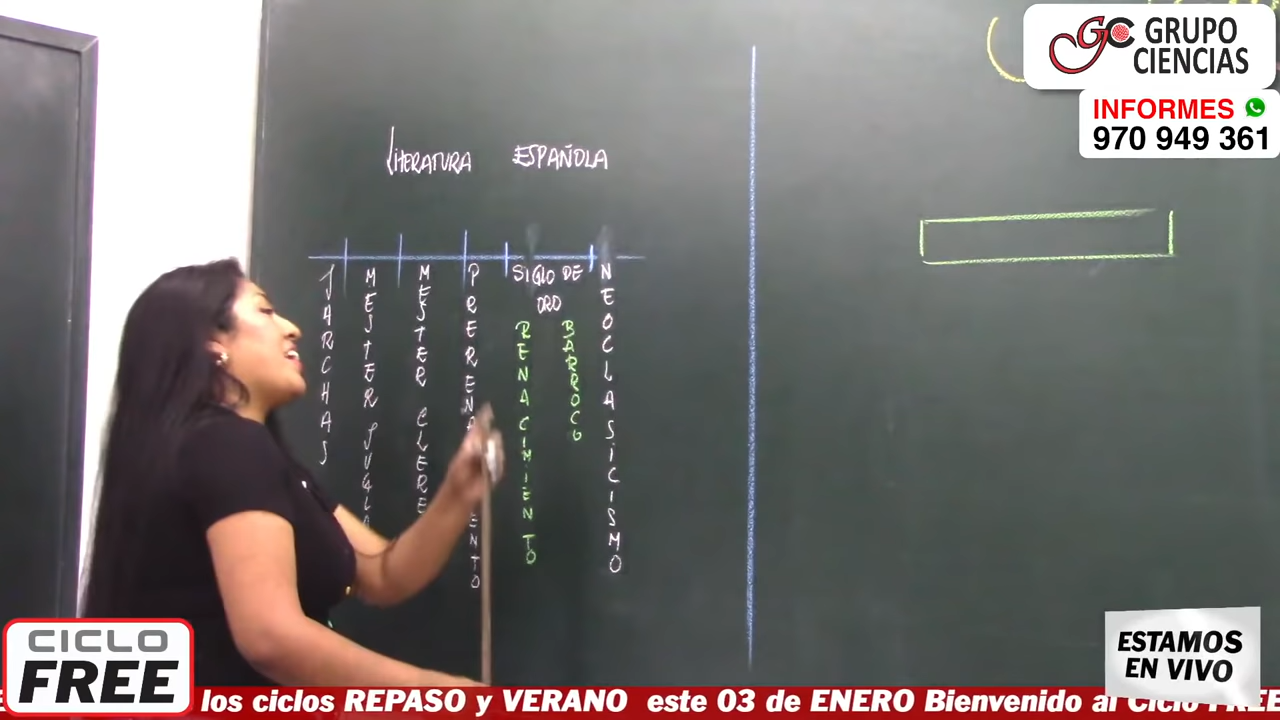 GRUPO
CIENCIAS
INFORMES
970 949 361
LITERATURA ESPAÑOLA
JARCHAS
MESTER
MESTER CLERE
PRERENA
ENTO
SIGLO DE
ORO
RENACIMIENTO
BARROCO
NEOCLASICISMO
CICLO
FREE
ESTAMOS
EN VIVO
los ciclos REPASO y VERANO este 03 de ENERO Bienvenido al Ciclo FREE